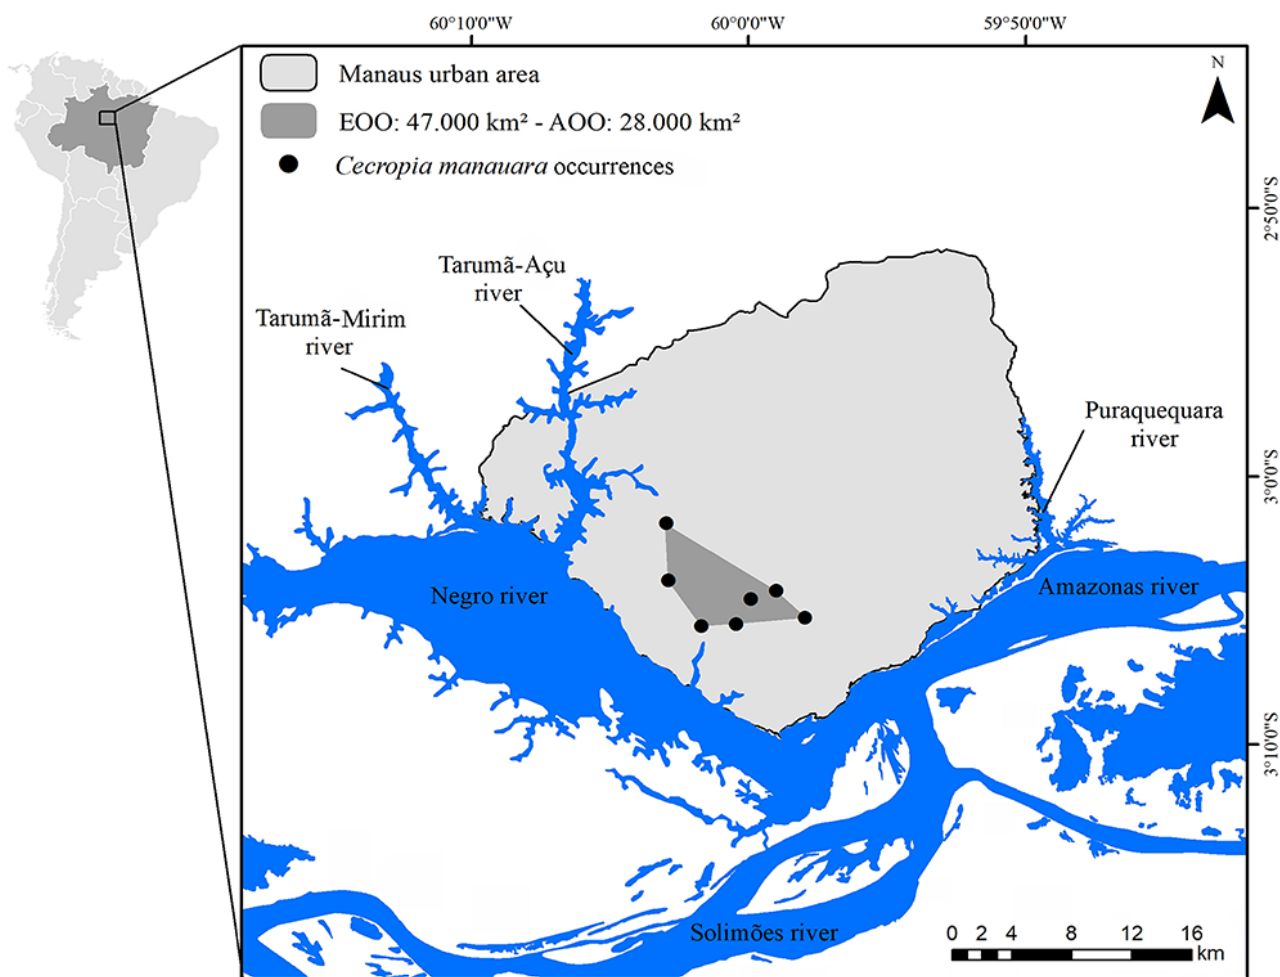 60°10'0"W
60°00'0"W
59°50'0"W
Manaus urban area
EOO: 47.000 km² - AOO: 28.000 km²
Cecropia manauara occurrences
N
2°50'0"S
Tarumã-Açu
river
Tarumã-Mirim
river
Puraquequara
river
3°0'0"S
Negro river
Amazonas river
3°10'0"S
Solimões river
0 2 4 8 12 16
km